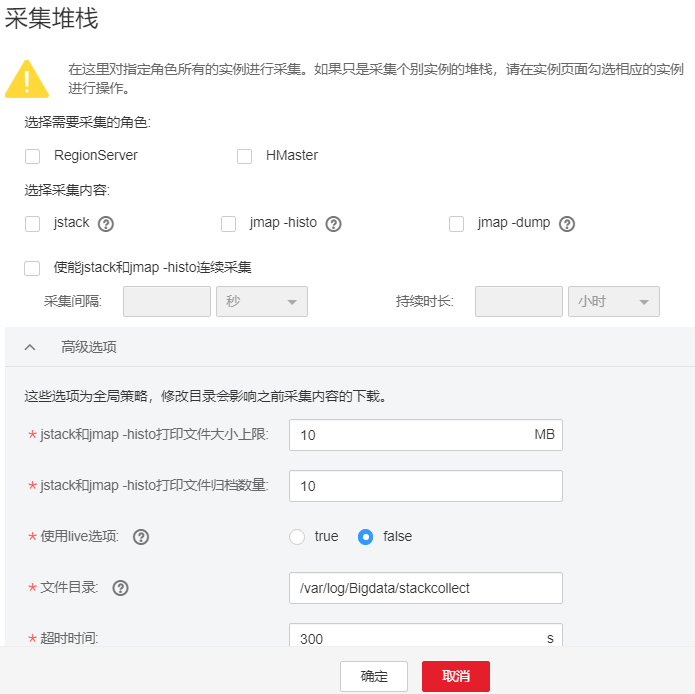 采集堆栈
在这里对指定角色所有的实例进行采集。如果只是采集个别实例的堆栈，请在实例页面勾选相应的实例
进行操作。
选择需要采集的角色:
RegionServer HMaster
选择采集内容:
jstack ? jmap -histo ? jmap -dump ?
使能jstack和jmap -histo连续采集
采集间隔: 秒 持续时长: 小时
高级选项
这些选项为全局策略，修改目录会影响之前采集内容的下载。
* jstack和jmap -histo打印文件大小上限: 10 MB
* jstack和jmap -histo打印文件归档数量: 10
* 使用live选项: ? true false
* 文件目录: ? /var/log/Bigdata/stackcollect
* 超时时间: 300 s
确定 取消